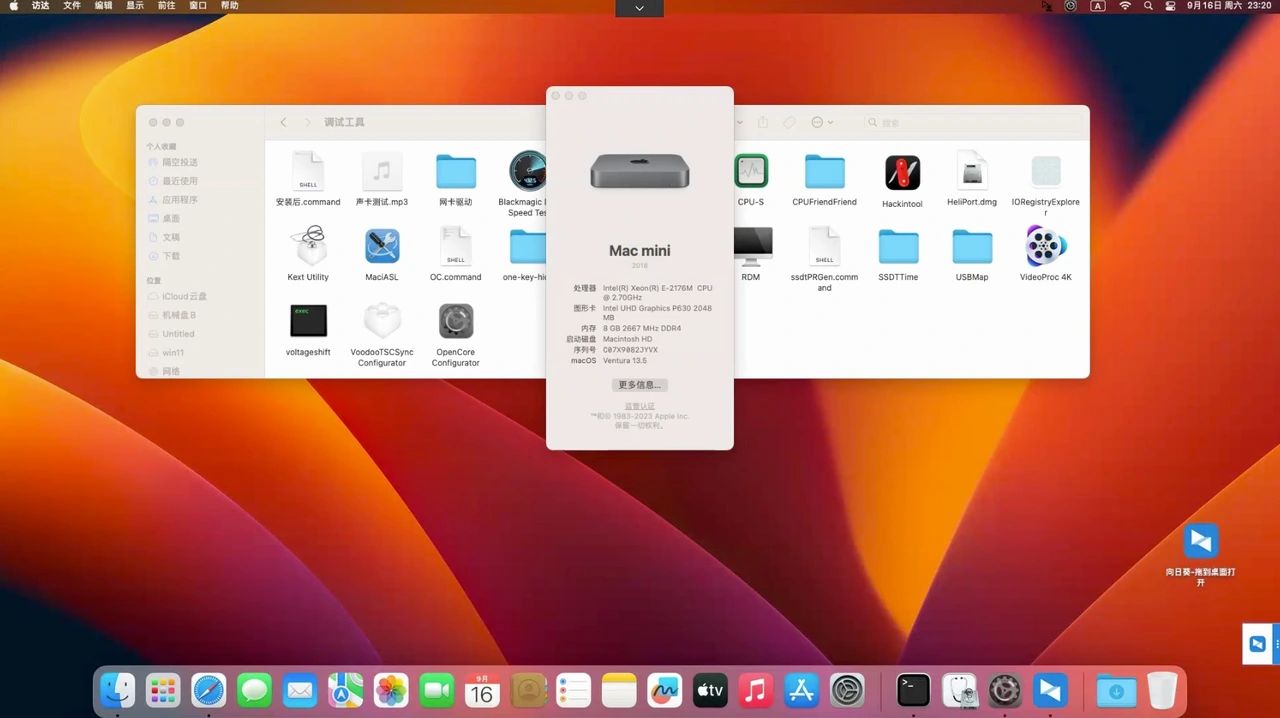 访达 文件 编辑 显示 前往 窗口 帮助
A
9月16日 周六 23:20
调试工具
搜索
个人收藏
隔空投送
最近使用
应用程序
桌面
文稿
下载
位置
iCloud云盘
机械盘B
Untitled
win11
网络
SHELL
安装后.command
声卡测试.mp3
网卡驱动
Blackmagic
Speed Tes
CPU-S
CPUFriendFriend
Hackintool
HeliPort.dmg
IORegistryExplore
r
Kext Utility
MaciASL
SHELL
OC.command
one-key-hi
RDM
SHELL
ssdtPRGen.comm
and
SSDTTime
USBMap
VideoProc 4K
exec
voltageshift
VoodooTSCSync
Configurator
OpenCore
Configurator
Mac mini
2018
处理器 Intel(R) Xeon(R) E-2176M CPU
@ 2.70GHz
图形卡 Intel UHD Graphics P630 2048
MB
内存 8 GB 2667 MHz DDR4
启动磁盘 Macintosh HD
序列号 C07X9082JYVX
macOS Ventura 13.5
更多信息...
监管认证
™和© 1983-2023 Apple Inc.
保留一切权利。
向日葵-拖到桌面打
开
9月
16
tv